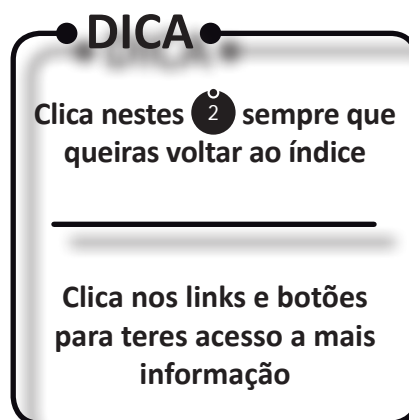 DICA
Clica nestes 2 sempre que
queiras voltar ao índice
Clica nos links e botões
para teres acesso a mais
informação